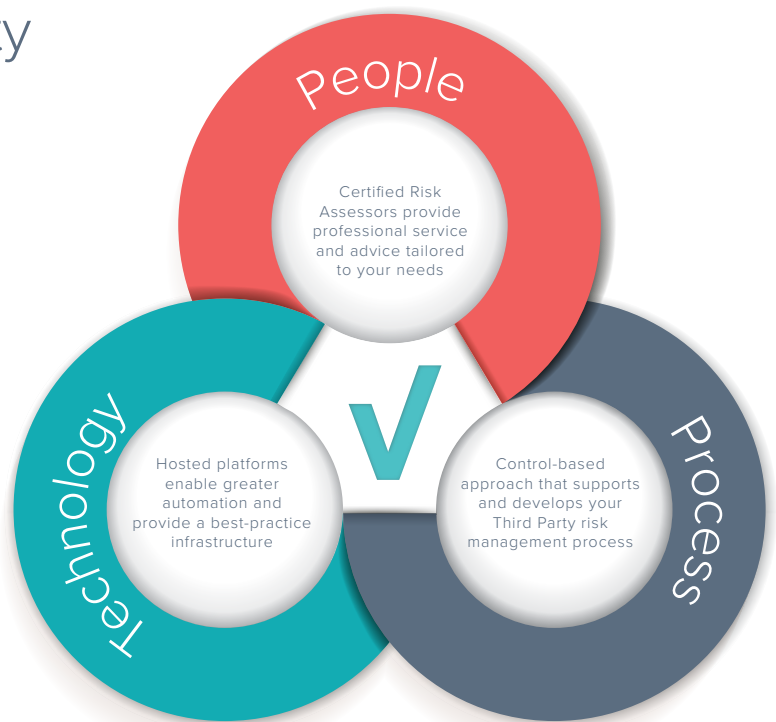 ty
People
Certified Risk
Assessors provide
professional service
and advice tailored
to your needs
Technology
Hosted platforms
enable greater
automation and
provide a best-practice
infrastructure
Process
Control-based
approach that supports
and develops your
Third Party risk
management process